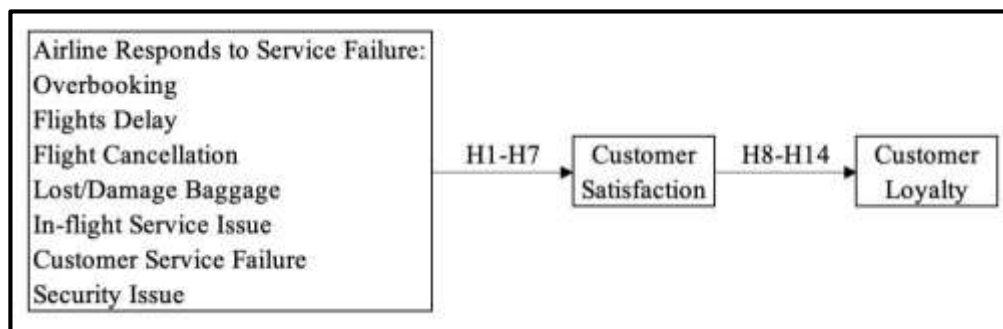 Airline Responds to Service Failure:
Overbooking
Flights Delay
Flight Cancellation
Lost/Damage Baggage
In-flight Service Issue
Customer Service Failure
Security Issue
H1-H7
Customer
Satisfaction
H8-H14
Customer
Loyalty